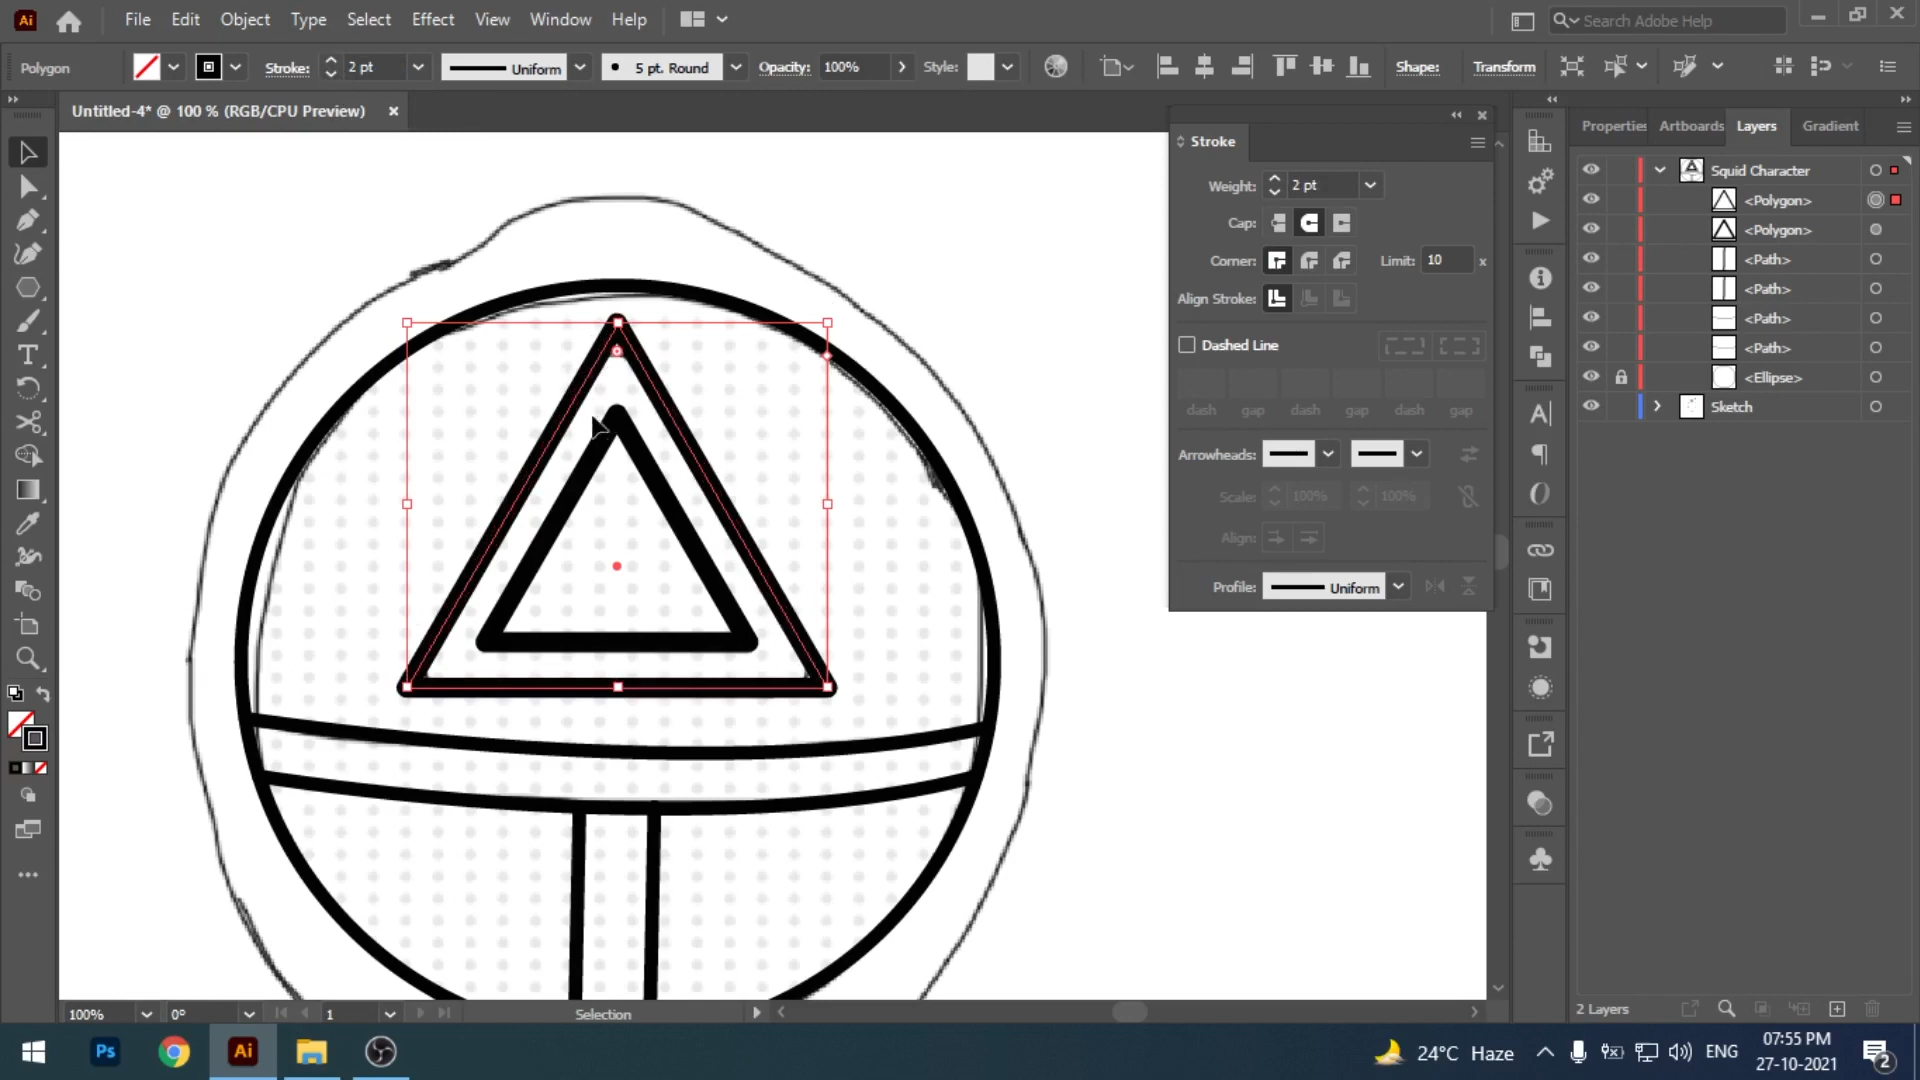 Ai File Edit Object Type Select Effect View Window Help Search Adobe Help
Polygon Stroke: 2 pt Uniform 5 pt. Round Opacity: 100% Style: Shape: Transform
Untitled-4* @ 100 % (RGB/CPU Preview)
Stroke
Weight: 2 pt
Cap:
Corner: Limit: 10 x
Align Stroke:
Dashed Line
dash gap dash gap dash gap
Arrowheads:
Scale: 100% 100%
Align:
Profile: Uniform
Properties Artboards Layers Gradient
Squid Character
<Polygon>
<Polygon>
<Path>
<Path>
<Path>
<Path>
<Ellipse>
Sketch
2 Layers
100% 0° 1 Selection
Ps Ai 24°C Haze ENG 07:55 PM
27-10-2021
2